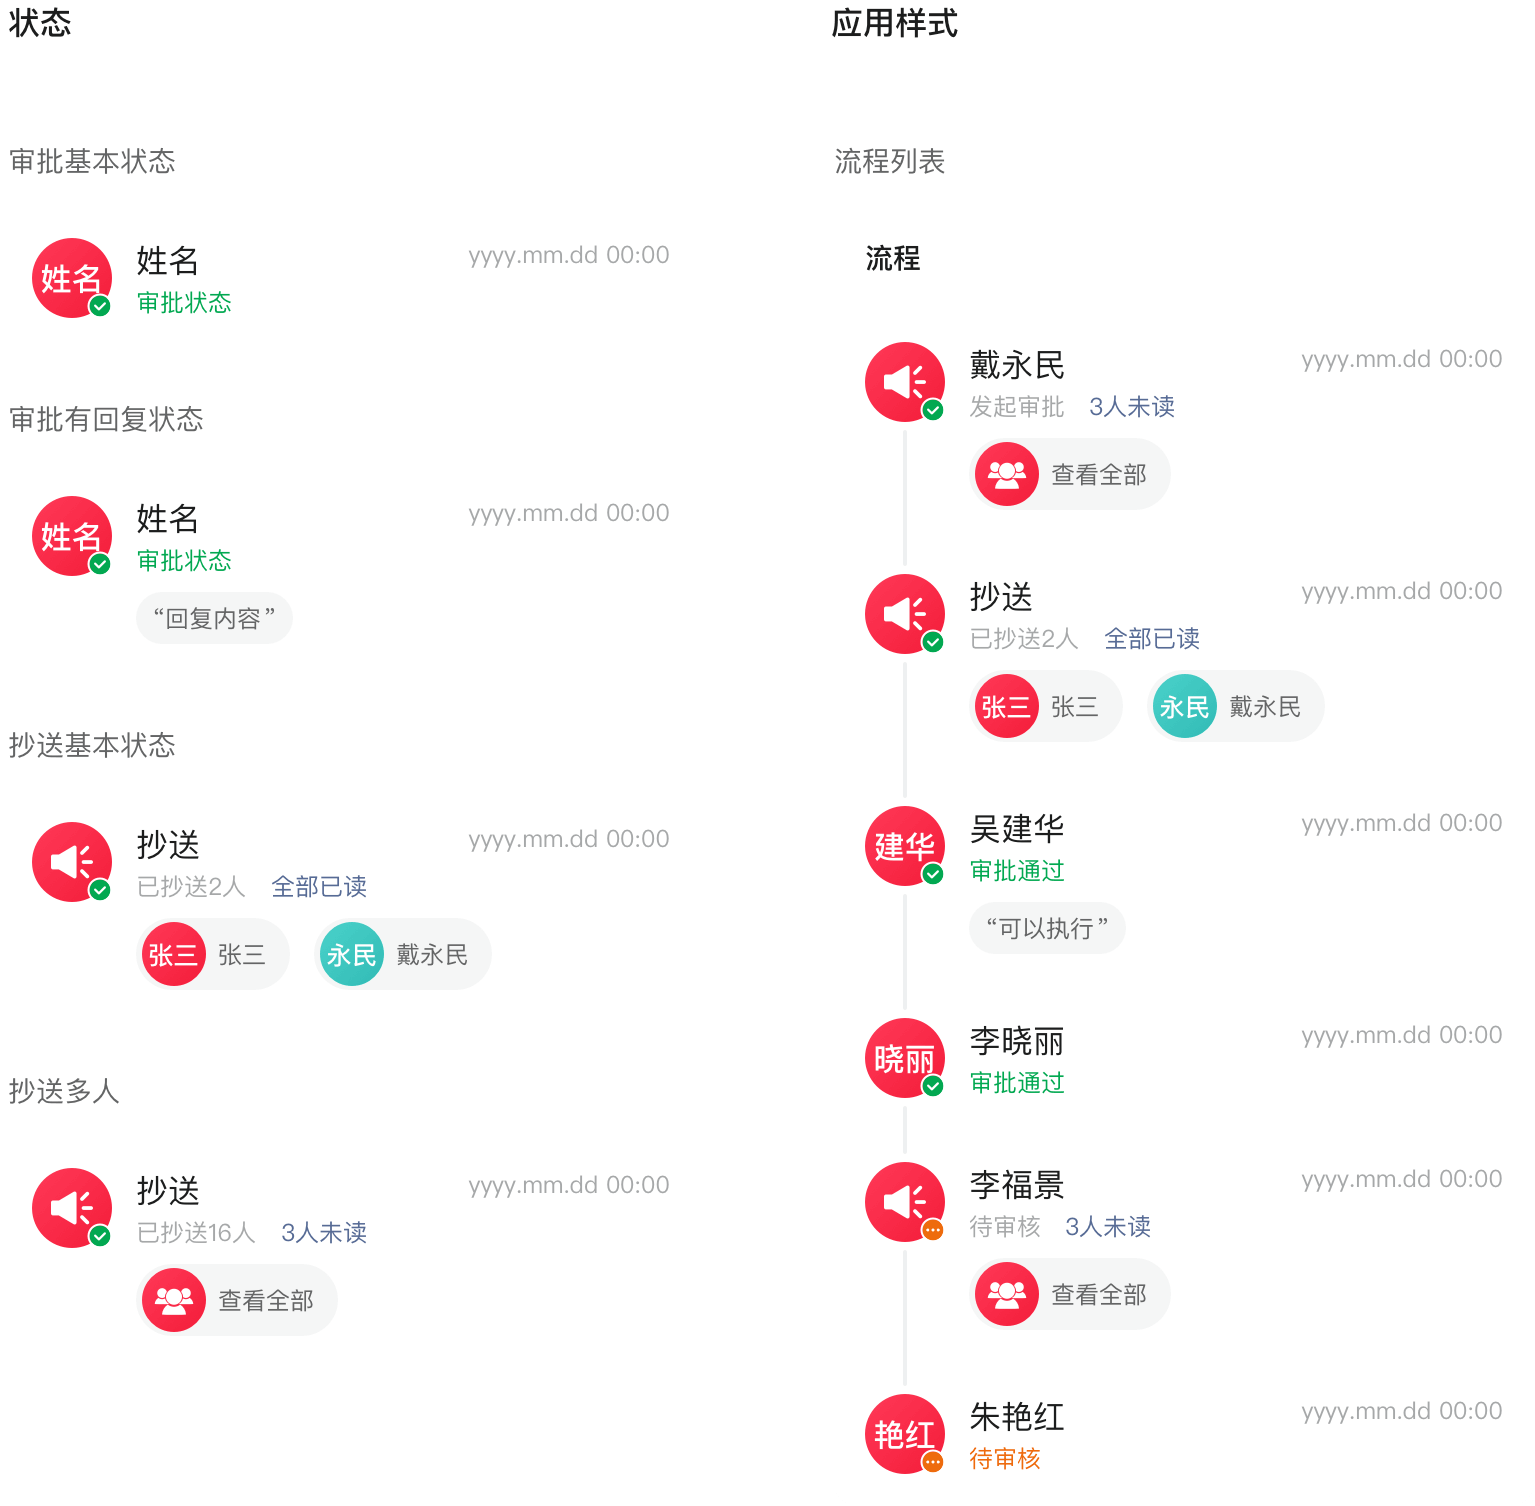 状态
审批基本状态
姓名
姓名
yyyy.mm.dd 00:00
审批状态
审批有回复状态
姓名
姓名
yyyy.mm.dd 00:00
审批状态
“回复内容”
抄送基本状态
抄送
yyyy.mm.dd 00:00
已抄送2人 全部已读
张三 张三
永民 戴永民
抄送多人
抄送
yyyy.mm.dd 00:00
已抄送16人 3人未读
查看全部
应用样式
流程列表
流程
戴永民
yyyy.mm.dd 00:00
发起审批 3人未读
查看全部
抄送
yyyy.mm.dd 00:00
已抄送2人 全部已读
张三 张三
永民 戴永民
建华
吴建华
yyyy.mm.dd 00:00
审批通过
“可以执行”
晓丽
李晓丽
yyyy.mm.dd 00:00
审批通过
李福景
yyyy.mm.dd 00:00
待审核 3人未读
查看全部
艳红
朱艳红
yyyy.mm.dd 00:00
待审核